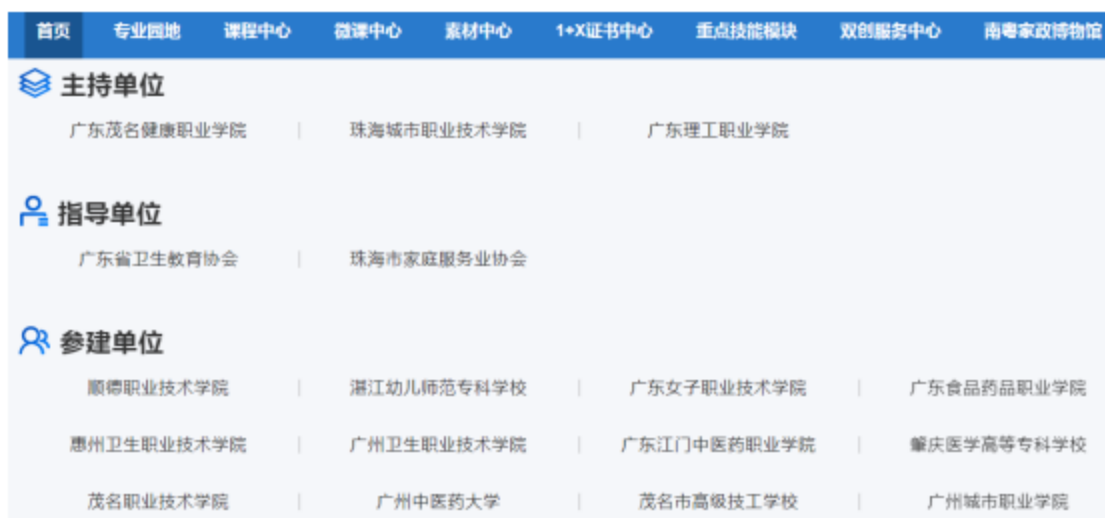 首页 专业园地 课程中心 微课中心 素材中心 1+X证书中心 重点技能模块 双创服务中心 南粤家政博物馆
主持单位
广东茂名健康职业学院 | 珠海城市职业技术学院 | 广东理工职业学院
指导单位
广东省卫生教育协会 | 珠海市家庭服务业协会
参建单位
顺德职业技术学院 | 湛江幼儿师范专科学校 | 广东女子职业技术学院 | 广东食品药品职业学院
惠州卫生职业技术学院 | 广州卫生职业技术学院 | 广东江门中医药职业学院 | 肇庆医学高等专科学校
茂名职业技术学院 | 广州中医药大学 | 茂名市高级技工学校 | 广州城市职业学院